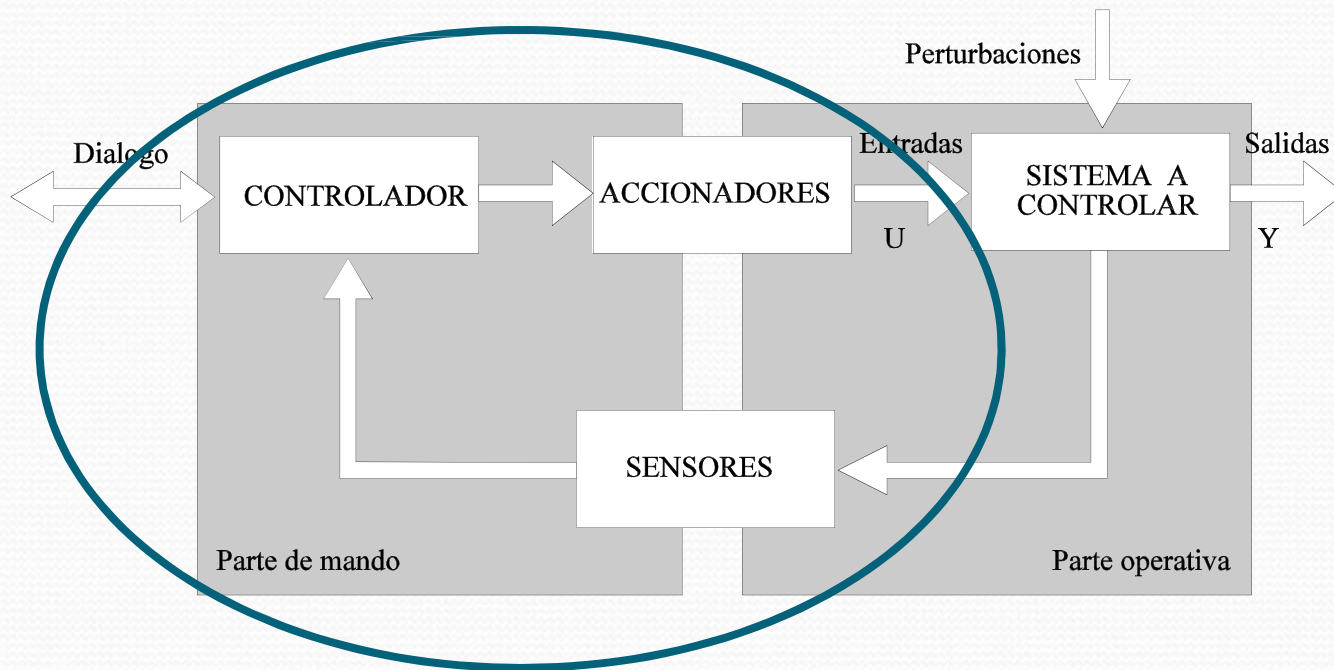 Perturbaciones
Dialogo
CONTROLADOR
ACCIONADORES
Entradas
U
SISTEMA A
CONTROLAR
Salidas
Y
SENSORES
Parte de mando
Parte operativa